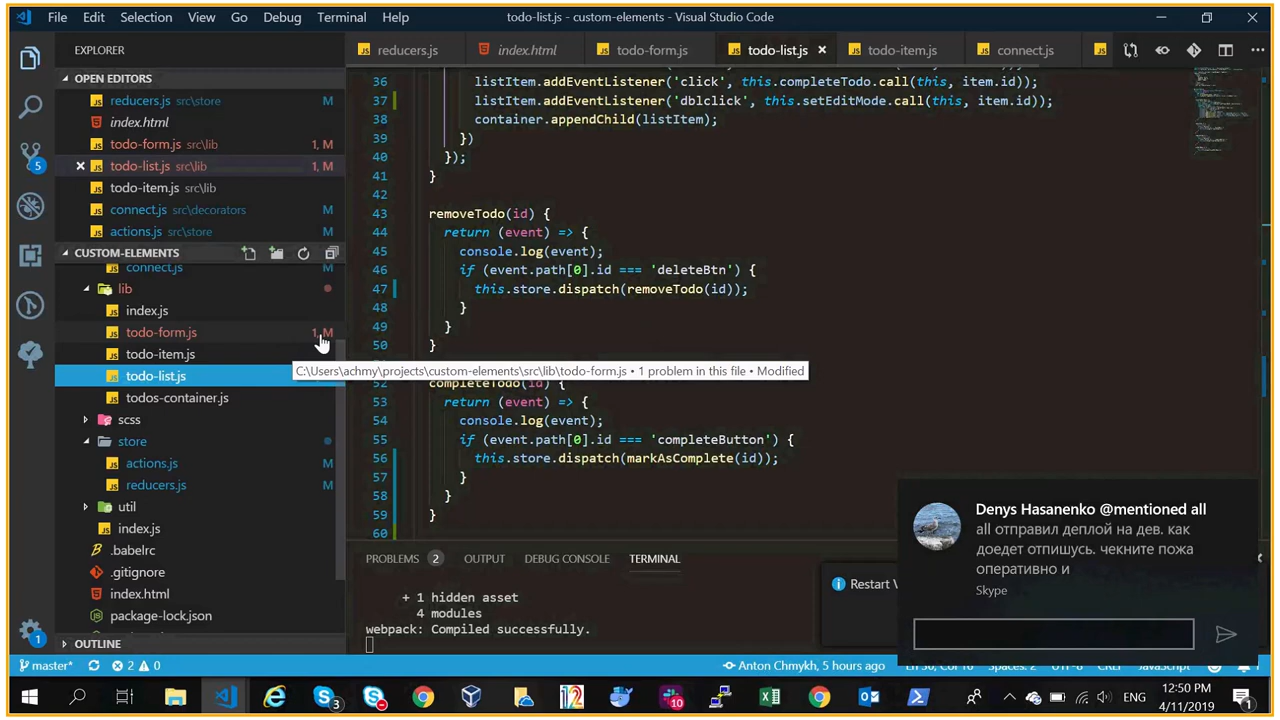 File Edit Selection View Go Debug Terminal Help
todo-list.js - custom-elements - Visual Studio Code
EXPLORER
OPEN EDITORS
reducers.js src\store M
index.html
todo-form.js src\lib 1, M
todo-list.js src\lib 1, M
todo-item.js src\lib
connect.js src\decorators M
actions.js src\store M
CUSTOM-ELEMENTS
connect.js M
lib
index.js
todo-form.js 1, M
todo-item.js
todo-list.js
todos-container.js
scss
store
actions.js M
reducers.js M
util
index.js
.babelrc
.gitignore
index.html
package-lock.json
OUTLINE
reducers.js index.html todo-form.js todo-list.js todo-item.js connect.js
36 listItem.addEventListener('click', this.completeTodo.call(this, item.id));
37 listItem.addEventListener('dblclick', this.setEditMode.call(this, item.id));
38 container.appendChild(listItem);
39 })
40 });
41 }
42
43 removeTodo(id) {
44 return (event) => {
45 console.log(event);
46 if (event.path[0].id === 'deleteBtn') {
47 this.store.dispatch(removeTodo(id));
48 }
49 }
50 }
C:\Users\achmy\projects\custom-elements\src\lib\todo-form.js • 1 problem in this file • Modified
52 completeTodo(id) {
53 return (event) => {
54 console.log(event);
55 if (event.path[0].id === 'completeButton') {
56 this.store.dispatch(markAsComplete(id));
57 }
58 }
59 }
60
PROBLEMS 2 OUTPUT DEBUG CONSOLE TERMINAL
+ 1 hidden asset
4 modules
webpack: Compiled successfully.
Restart V
Denys Hasanenko @mentioned all
all отправил деплой на дев. как
доедет отпишусь. чекните пожа
оперативно и
Skype
5
1
master* 2 0
Anton Chmykh, 5 hours ago
JavaScript
1
3
12
10
ENG
12:50 PM
4/11/2019
1